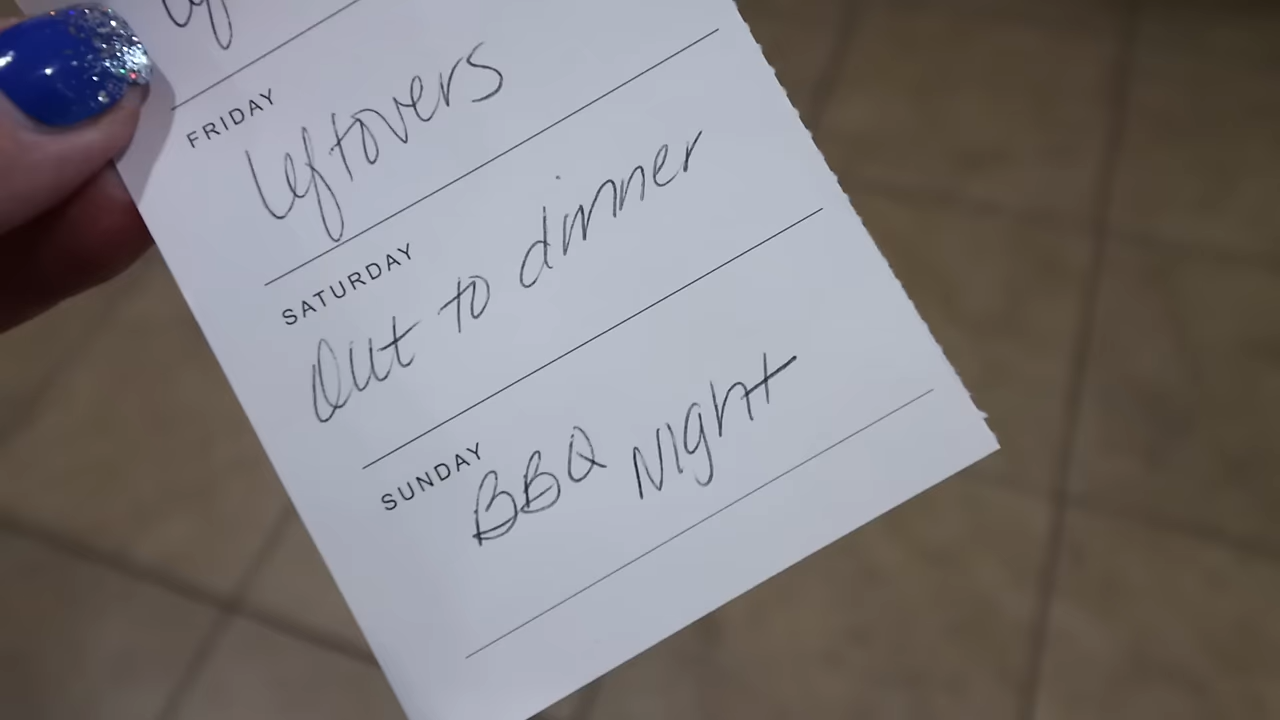 FRIDAY
leftovers
SATURDAY
Out to dinner
SUNDAY
BBQ Night